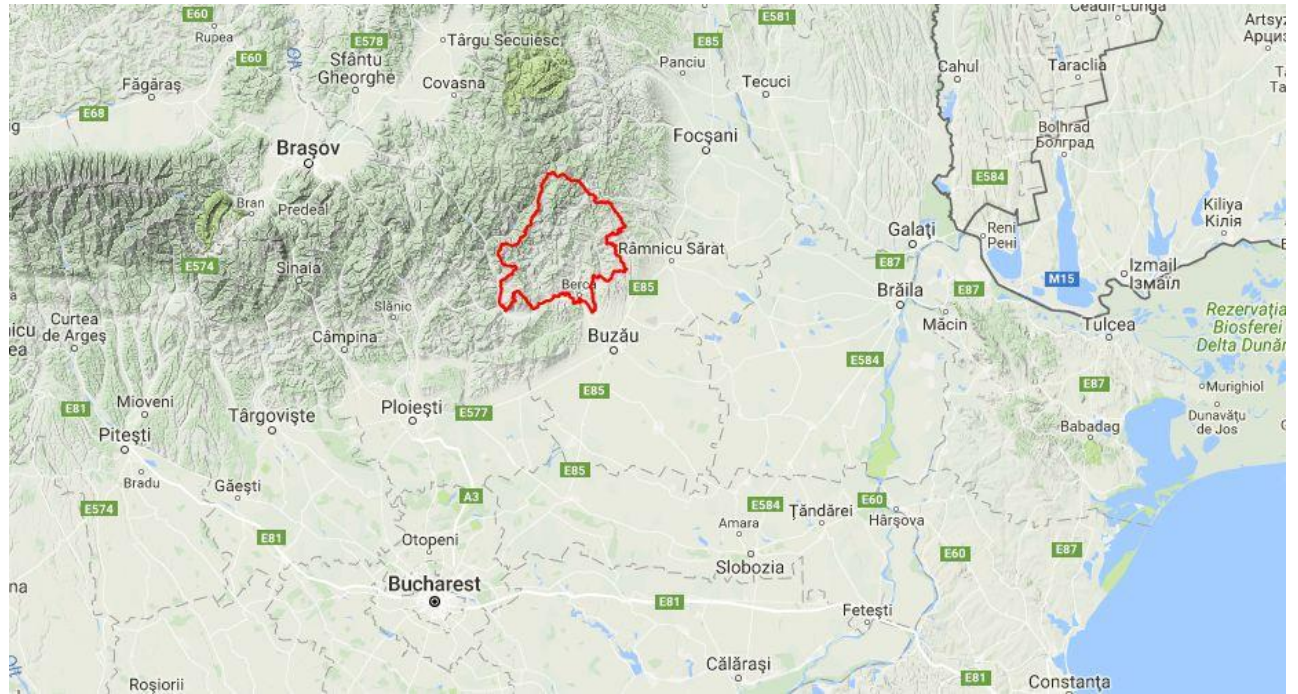 E60
Rupea
E60
E578
Târgu Secuiesc
E581
E85
Ceadîr-Lunga
Artsyz
Арциз
Sfântu
Gheorghe
Panciu
Cahul
Taraclia
Făgăraș
Covasna
Tecuci
E68
Focșani
Bolhrad
Болград
Brașov
E584
Bran
Predeal
Kiliya
Кілія
Galați
Reni
Рені
Râmnicu Sărat
E574
Sinaia
E87
Izmail
Ізмаїл
M15
Berca
E85
Brăila
E87
Slănic
Rezervația
Biosferei
Delta Dunăr
Curtea
de Argeș
Măcin
Tulcea
Câmpina
Buzău
E584
E87
Murighiol
E85
Mioveni
E81
Târgoviște
Ploiești
E577
Dunavățu
de Jos
Babadag
Pitești
E85
Bradu
Găești
A3
E60
E584
Țăndărei
E574
Hârșova
Amara
E81
Otopeni
E60
E87
Slobozia
Bucharest
E81
Fetești
Călărași
E81
Constanța
Roșiorii